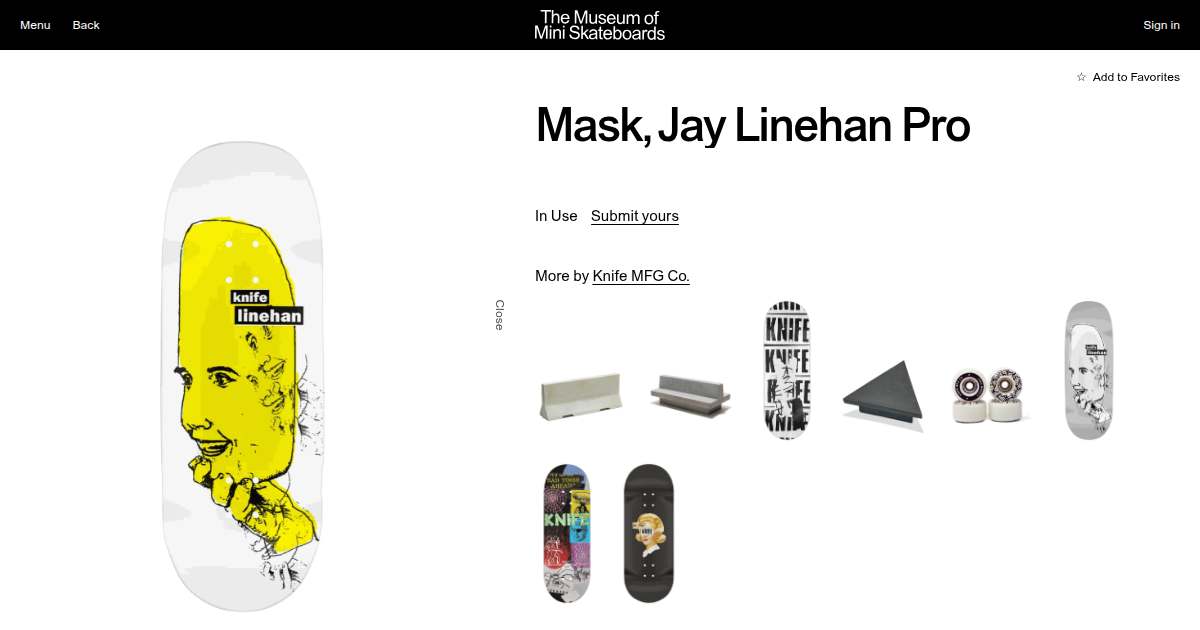 Menu
Back
The Museum of
Mini Skateboards
Sign in
☆ Add to Favorites
Mask, Jay Linehan Pro
In Use Submit yours
More by Knife MFG Co.
Close
knife
linehan
KNIFE
KNIFE
KNIFE
KNIFE
knife
linehan
KNIFE